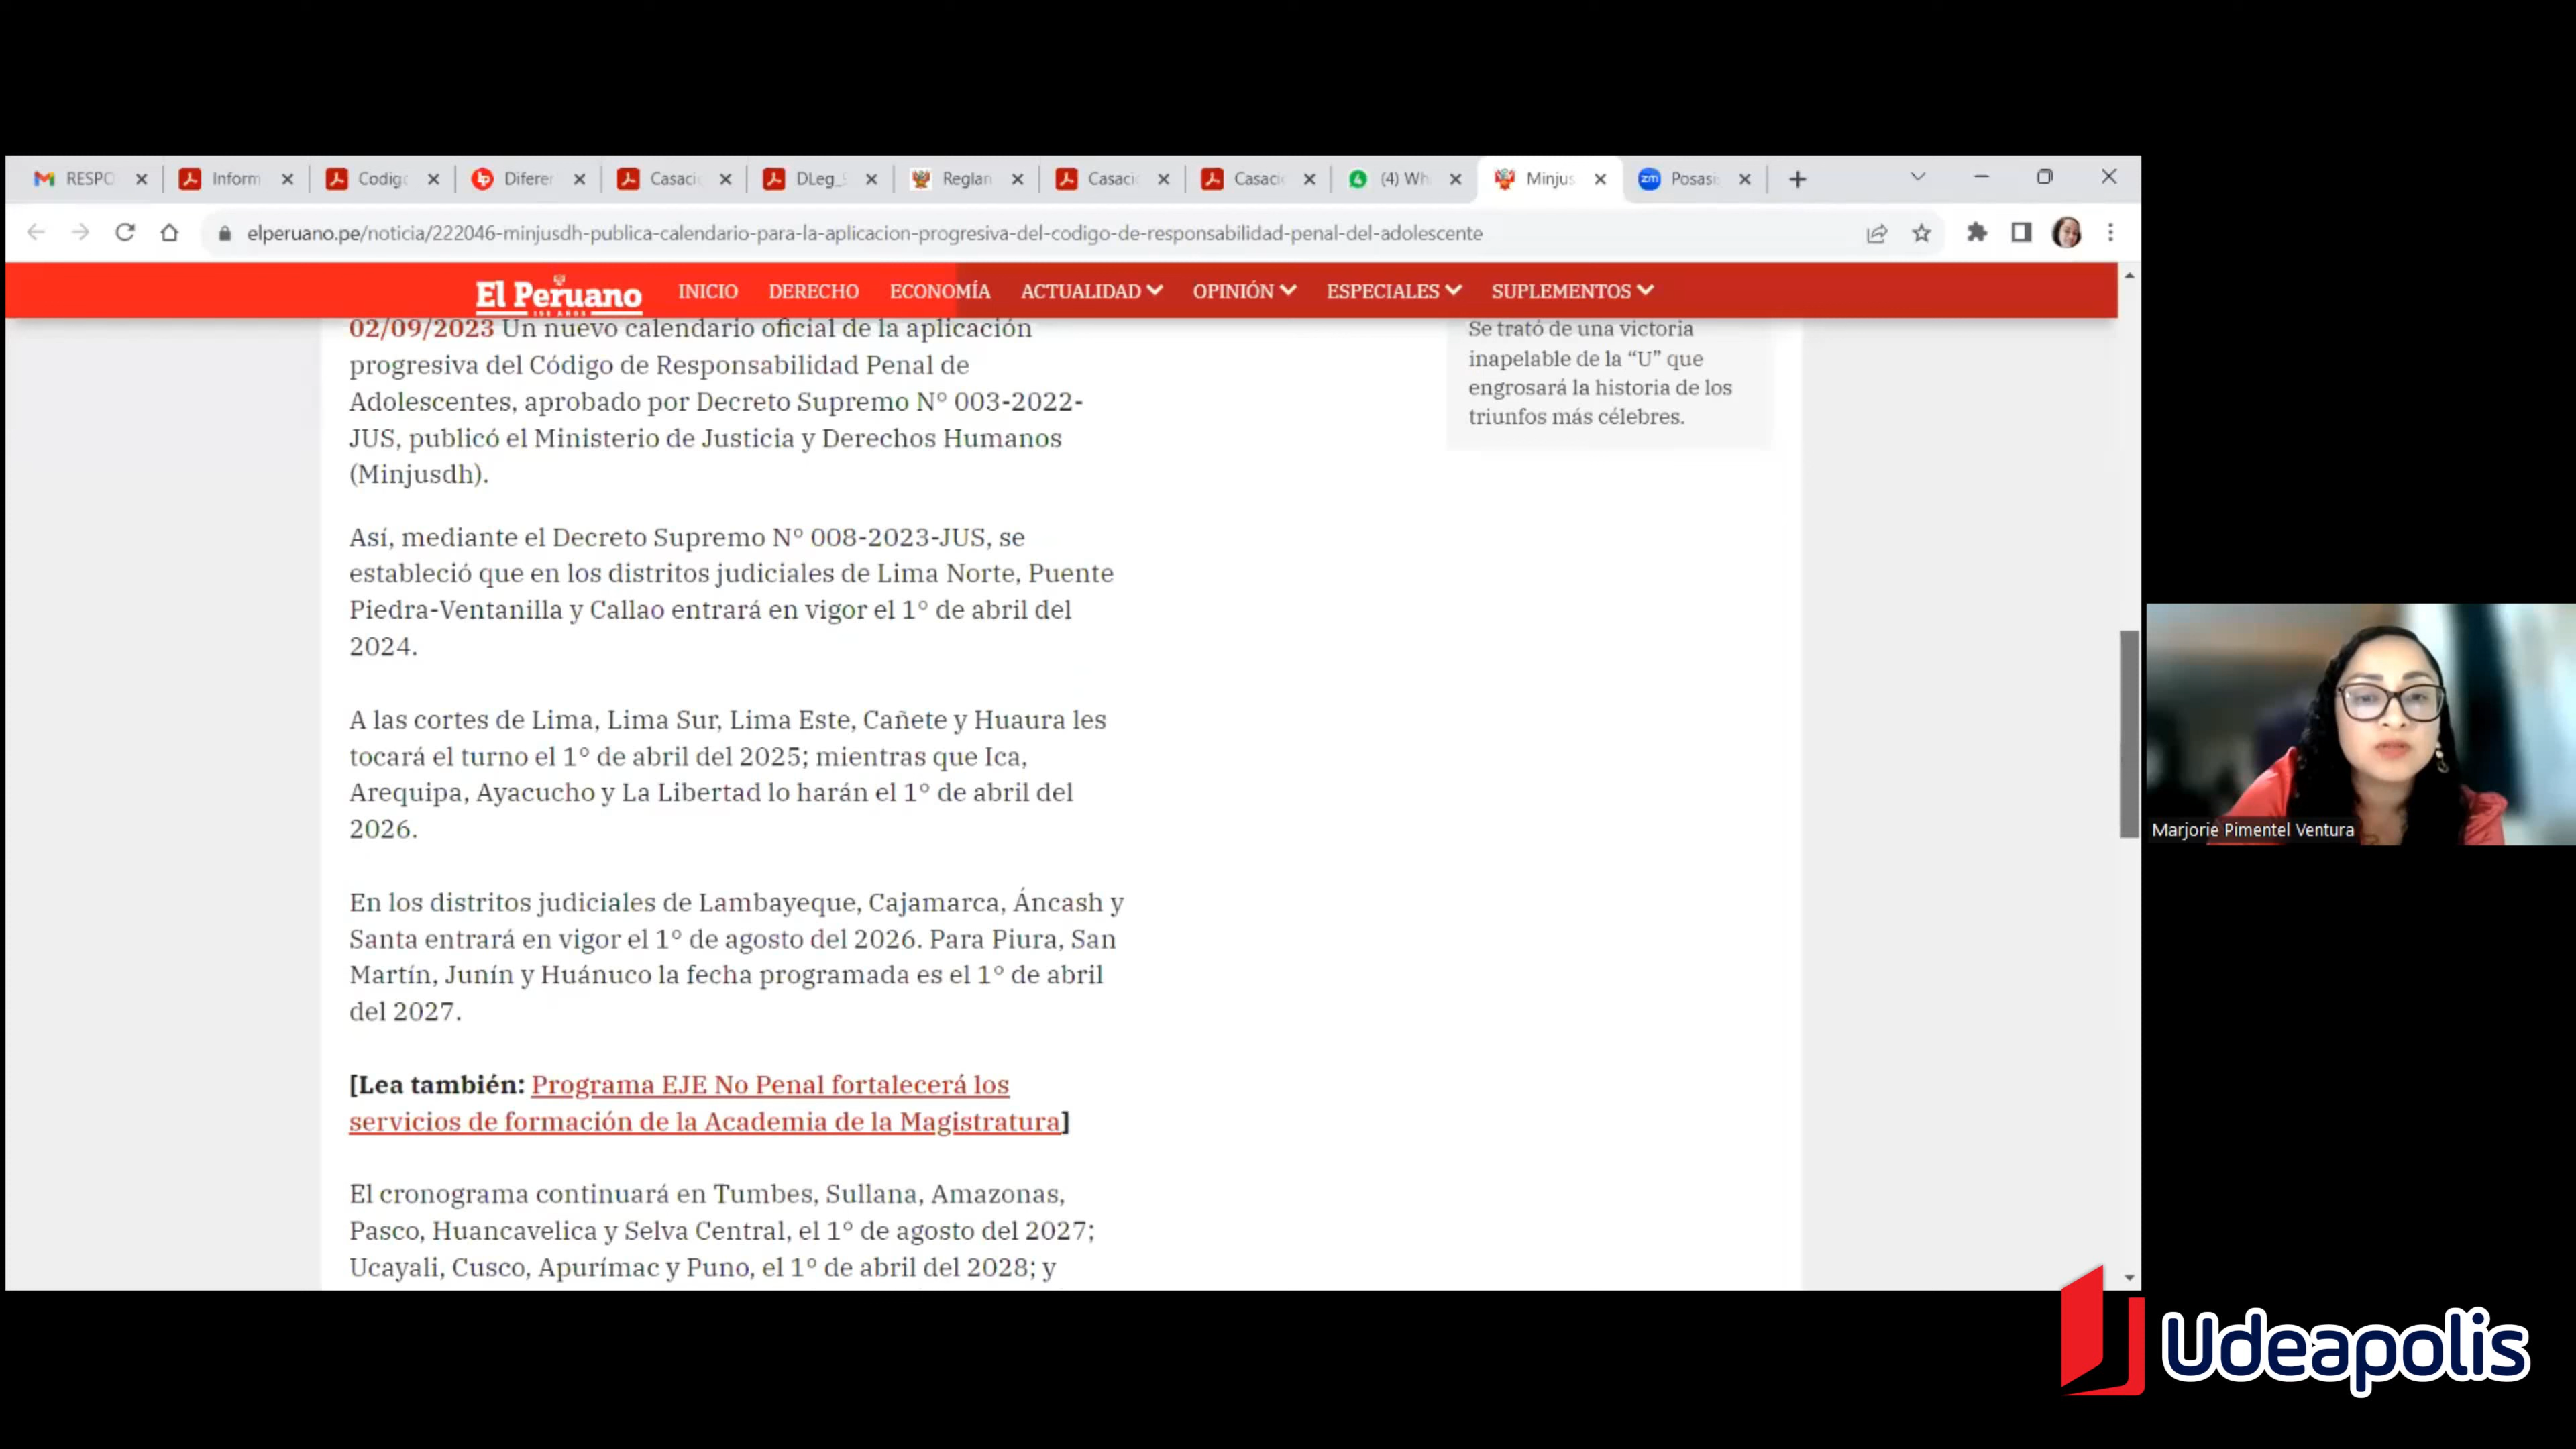 RESPO
Inform
Codigo
Diferen
Casaci
DLeg_S
Reglan
Casaci
Casaci
(4) Wh
Minjus
Posasi
elperuano.pe/noticia/222046-minjusdh-publica-calendario-para-la-aplicacion-progresiva-del-codigo-de-responsabilidad-penal-del-adolescente
El Peruano
INICIO
DERECHO
ECONOMÍA
ACTUALIDAD
OPINIÓN
ESPECIALES
SUPLEMENTOS
02/09/2023 Un nuevo calendario oficial de la aplicación
progresiva del Código de Responsabilidad Penal de
Adolescentes, aprobado por Decreto Supremo Nº 003-2022-
JUS, publicó el Ministerio de Justicia y Derechos Humanos
(Minjusdh).
Así, mediante el Decreto Supremo Nº 008-2023-JUS, se
estableció que en los distritos judiciales de Lima Norte, Puente
Piedra-Ventanilla y Callao entrará en vigor el 1º de abril del
2024.
A las cortes de Lima, Lima Sur, Lima Este, Cañete y Huaura les
tocará el turno el 1º de abril del 2025; mientras que Ica,
Arequipa, Ayacucho y La Libertad lo harán el 1º de abril del
2026.
En los distritos judiciales de Lambayeque, Cajamarca, Áncash y
Santa entrará en vigor el 1º de agosto del 2026. Para Piura, San
Martín, Junín y Huánuco la fecha programada es el 1º de abril
del 2027.
[Lea también: Programa EJE No Penal fortalecerá los
servicios de formación de la Academia de la Magistratura]
El cronograma continuará en Tumbes, Sullana, Amazonas,
Pasco, Huancavelica y Selva Central, el 1º de agosto del 2027;
Ucayali, Cusco, Apurímac y Puno, el 1º de abril del 2028; y
Se trató de una victoria
inapelable de la “U” que
engrosará la historia de los
triunfos más célebres.
Marjorie Pimentel Ventura
Udeapolis